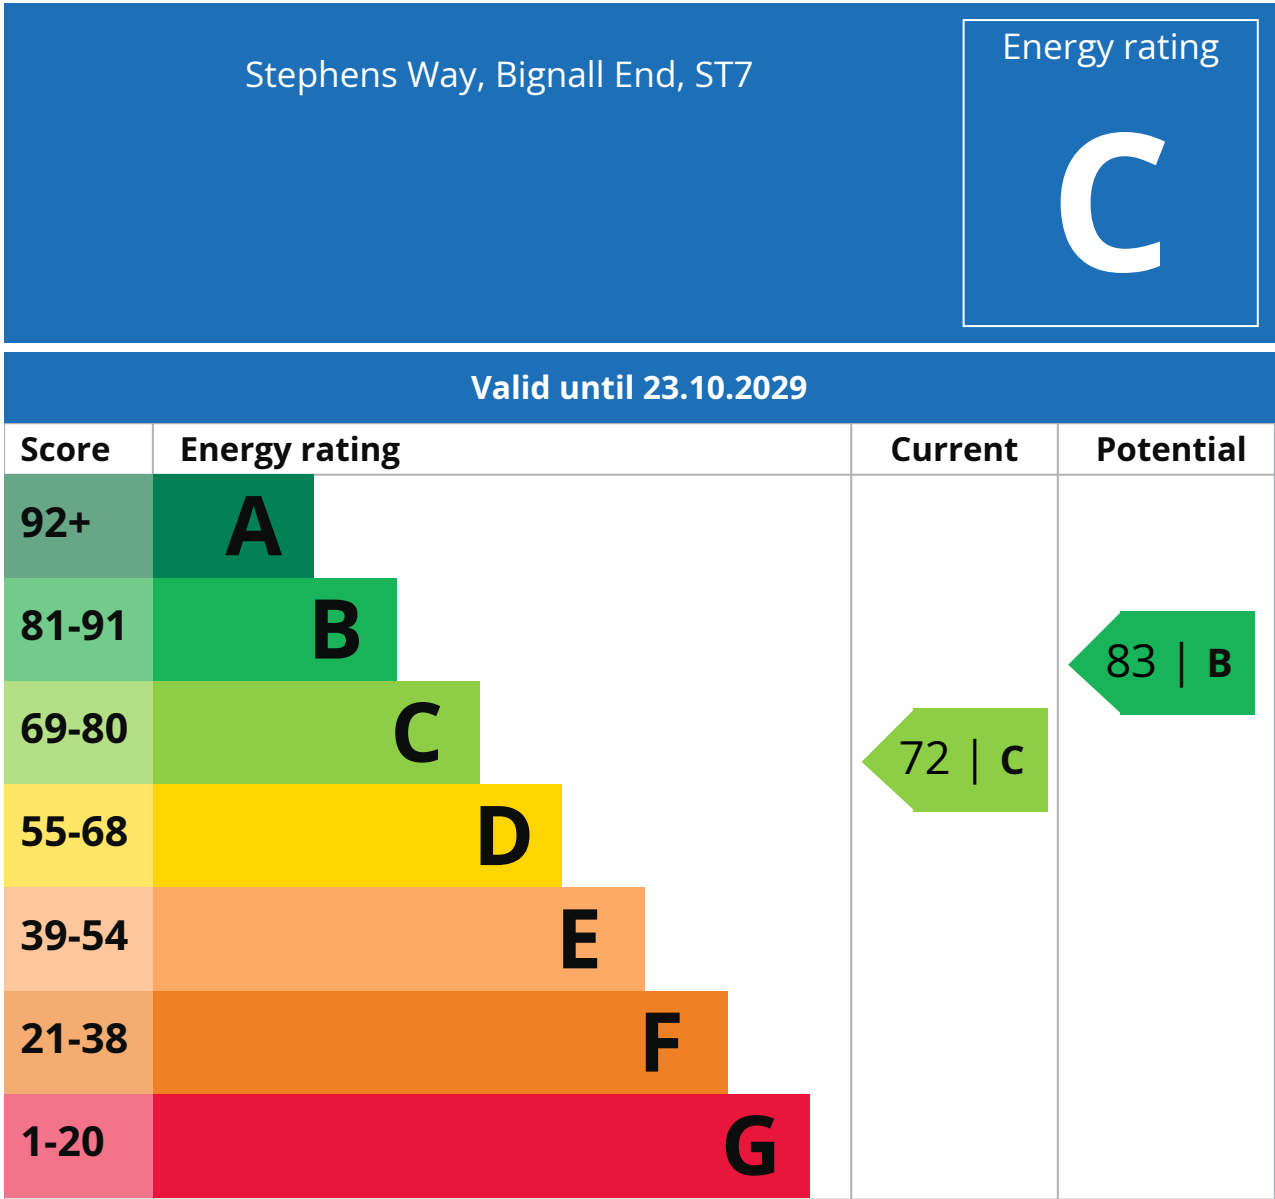 Stephens Way, Bignall End, ST7
Energy rating
C
Valid until 23.10.2029
Score Energy rating Current Potential
92+ A
81-91 B
83 | B
69-80 C
72 | C
55-68 D
39-54 E
21-38 F
1-20 G